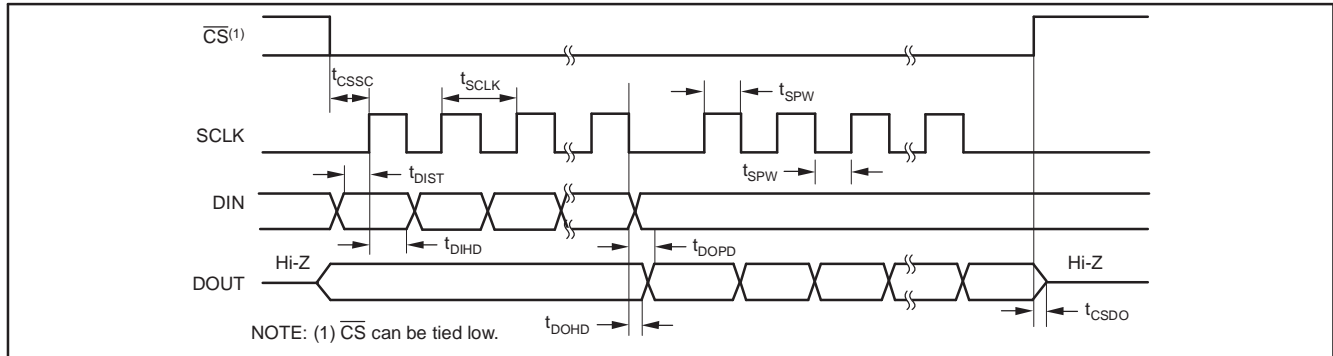 CS(1)
tCSSC
tSCLK
tSPW
SCLK
tDIST
tSPW
DIN
tDIHD
tDOPD
Hi-Z
Hi-Z
DOUT
tDOHD
tCSDO
NOTE: (1) CS can be tied low.